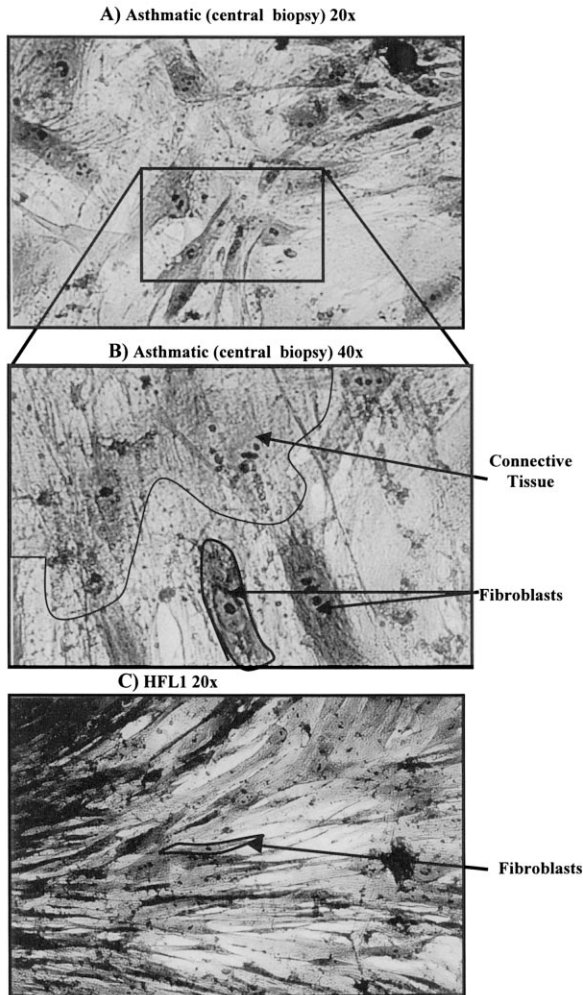 A) Asthmatic (central biopsy) 20x
B) Asthmatic (central biopsy) 40x
Connective
Tissue
Fibroblasts
C) HFL1 20x
Fibroblasts